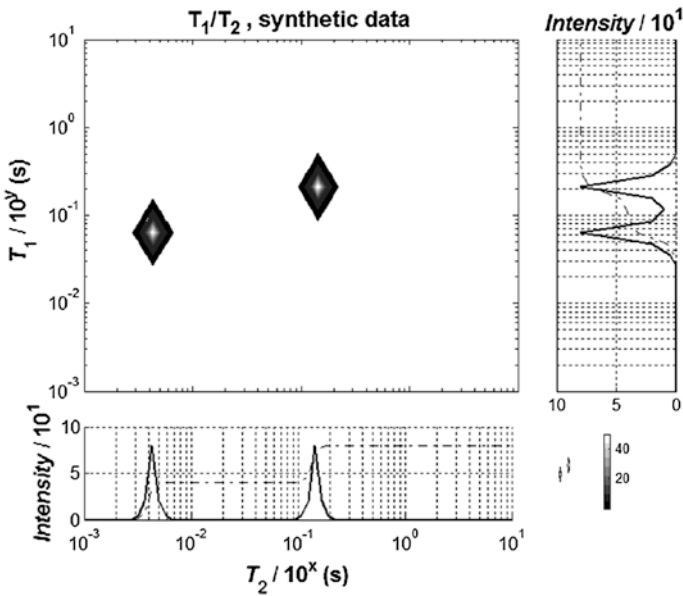 T₁/T₂ , synthetic data
Intensity / 10¹
10¹
10⁰
10⁻¹
10⁻²
10⁻³
T₁ / 10ʸ (s)
10 5 0
10
5
0
Intensity / 10¹
10⁻³ 10⁻² 10⁻¹ 10⁰ 10¹
T₂ / 10ˣ (s)
40
20